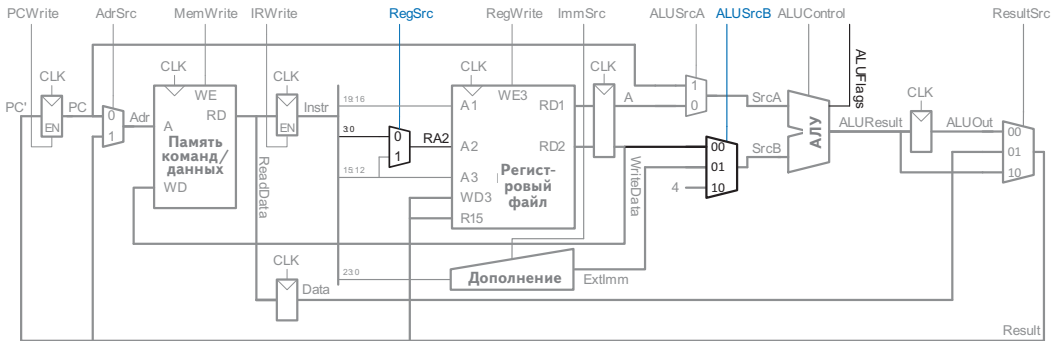 PCWrite AdrSrc MemWrite IRWrite RegSrc RegWrite ImmSrc ALUSrcA ALUSrcB ALUControl ResultSrc
CLK CLK CLK CLK CLK CLK
PC' PC EN
0 1 Adr
WE RD A WD
Память
команд/
данных
EN Instr
ReadData
19:16
3:0
15:12
23:0
0 1 RA2
WE3
A1 RD1
A2 RD2
A3
WD3
R15
Регист-
ровый
файл
A
WriteData
1 0 SrcA
00 01 10 SrcB
4
АЛУ
ALUFlags
ALUResult
ALUOut
00 01 10
Дополнение
ExtImm
CLK
Data
Result